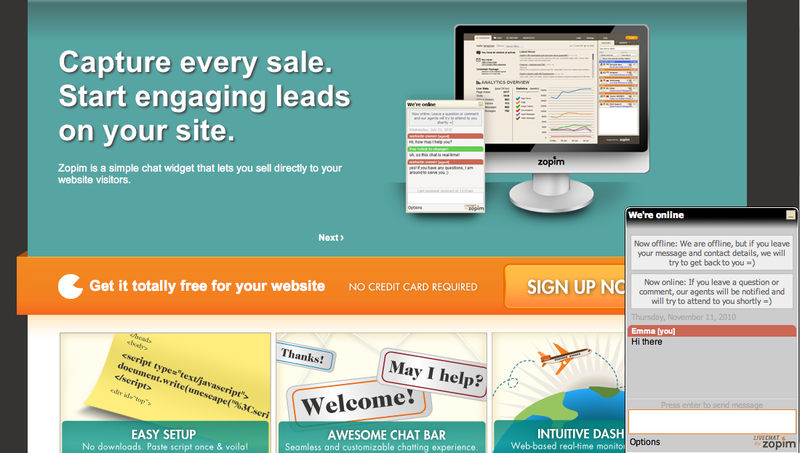 Capture every sale.
Start engaging leads
on your site.
Zopim is a simple chat widget that lets you sell directly to your
website visitors.
Next ›
We're online
Now online: Leave a question or comment
and our agents will try to attend to you
shortly =)
website owner [agent]
Hi, how may I help you?
oh, so this chat is real-time!
website owner [agent]
yes! if you have any questions, I am
around to serve you ;)
Options
zopim
ANALYTICS OVERVIEW
zopim
Get it totally free for your website
NO CREDIT CARD REQUIRED
SIGN UP NO
</head>
<body>
<script type="text/javascript">
document.write(unescape("%3Cscri
</script>
<div id="top">
EASY SETUP
No downloads. Paste script once & voila!
Thanks!
May I help?
Welcome!
AWESOME CHAT BAR
Seamless and customizable chatting experience.
INTUITIVE DASH
Web-based real-time monitor
We're online
Now offline: We are offline, but if you leave
your message and contact details, we will
try to get back to you =)
Now online: If you leave a question or
comment, our agents will be notified and
will try to attend to you shortly =)
Thursday, November 11, 2010
Emma [you]
Hi there
Press enter to send message
Options
LIVECHAT
by zopim